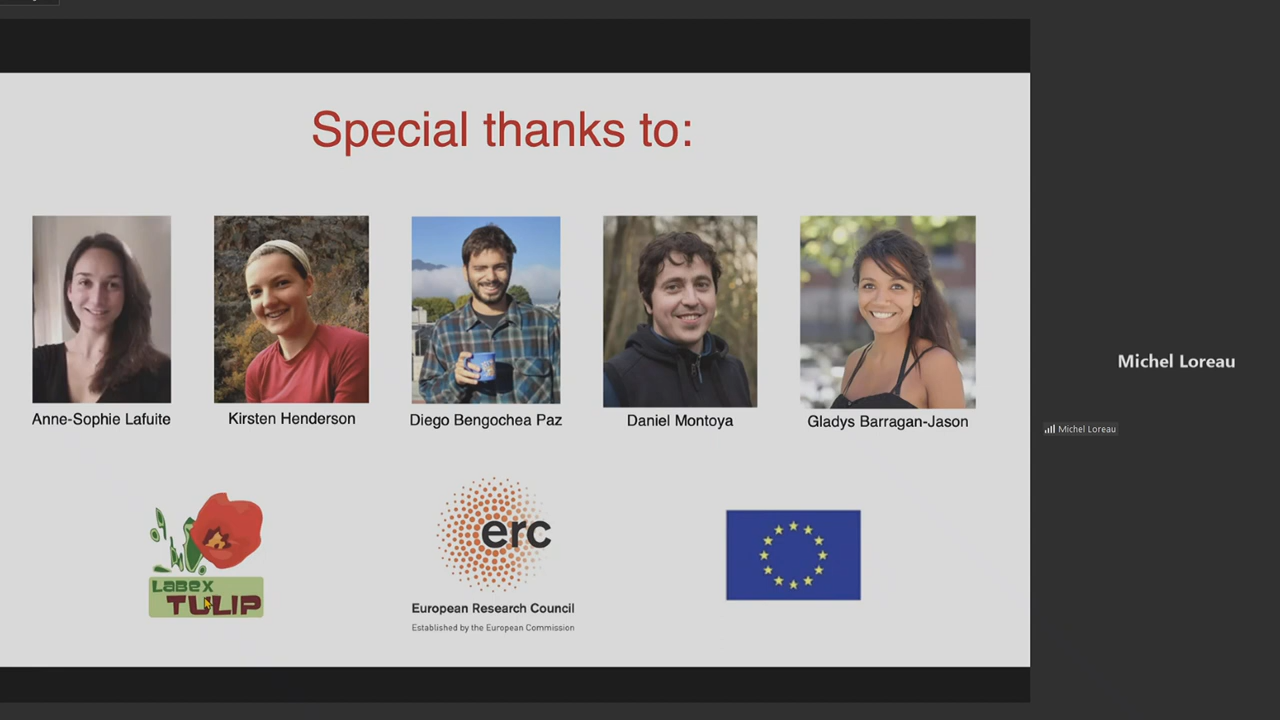 Special thanks to:
Anne-Sophie Lafuite
Kirsten Henderson
Diego Bengochea Paz
Daniel Montoya
Gladys Barragan-Jason
LABEX
TULIP
erc
European Research Council
Established by the European Commission
Michel Loreau
Michel Loreau